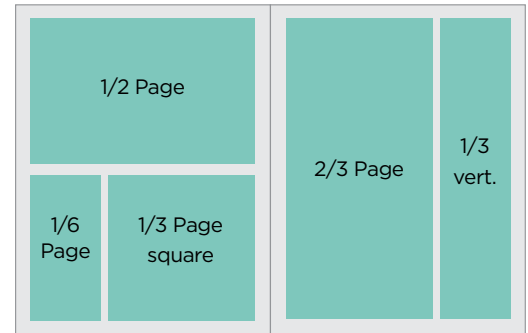 1/2 Page
1/6
Page
1/3 Page
square
2/3 Page
1/3
vert.